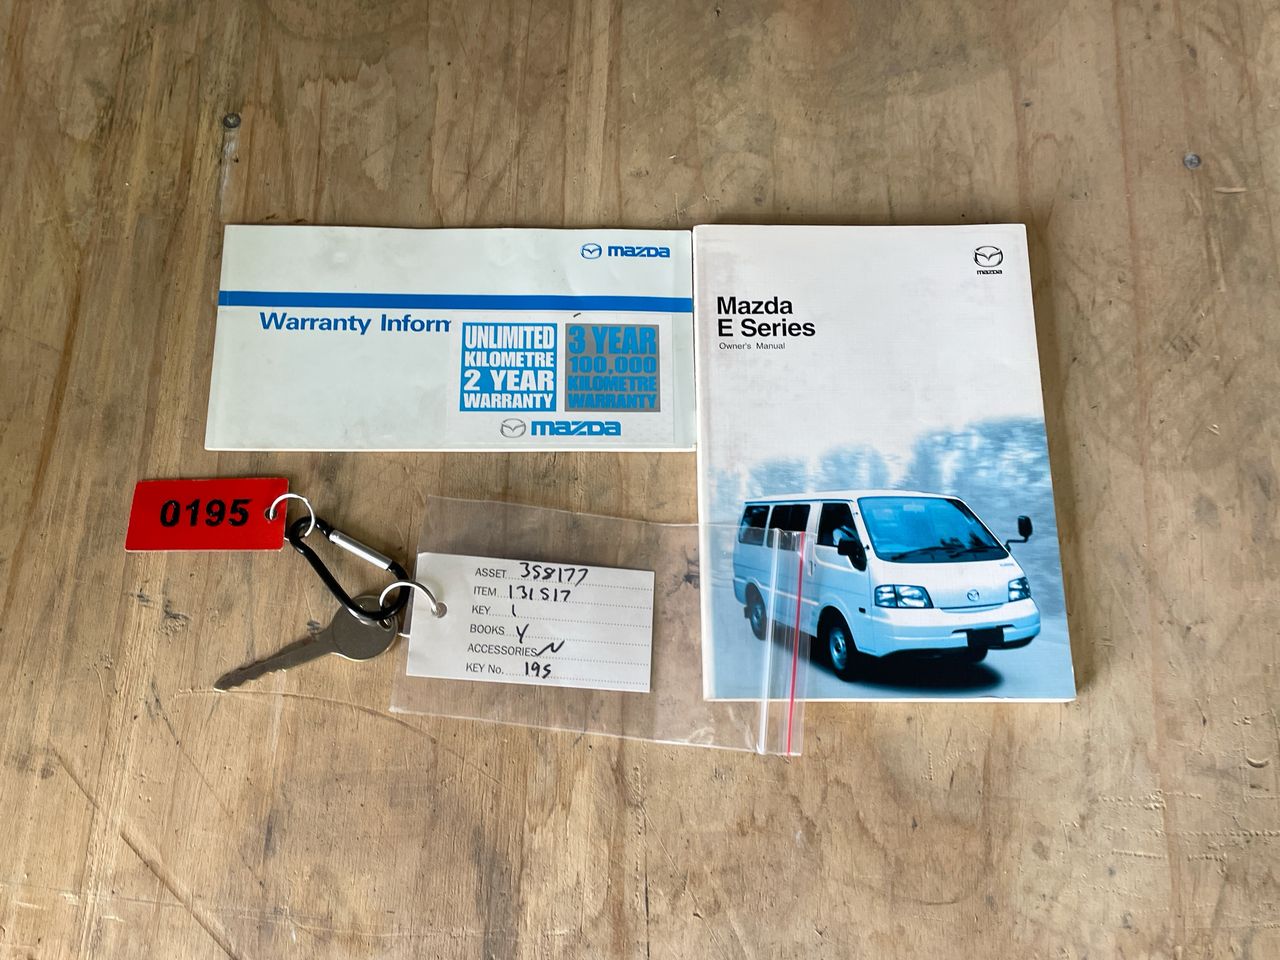 mazda
Warranty Inform
UNLIMITED
KILOMETRE
2 YEAR
WARRANTY
3 YEAR
100,000
KILOMETRE
WARRANTY
mazda
mazda
Mazda
E Series
Owner's Manual
0195
ASSET 358177
ITEM 131517
KEY 1
BOOKS Y
ACCESSORIES N
KEY No. 195